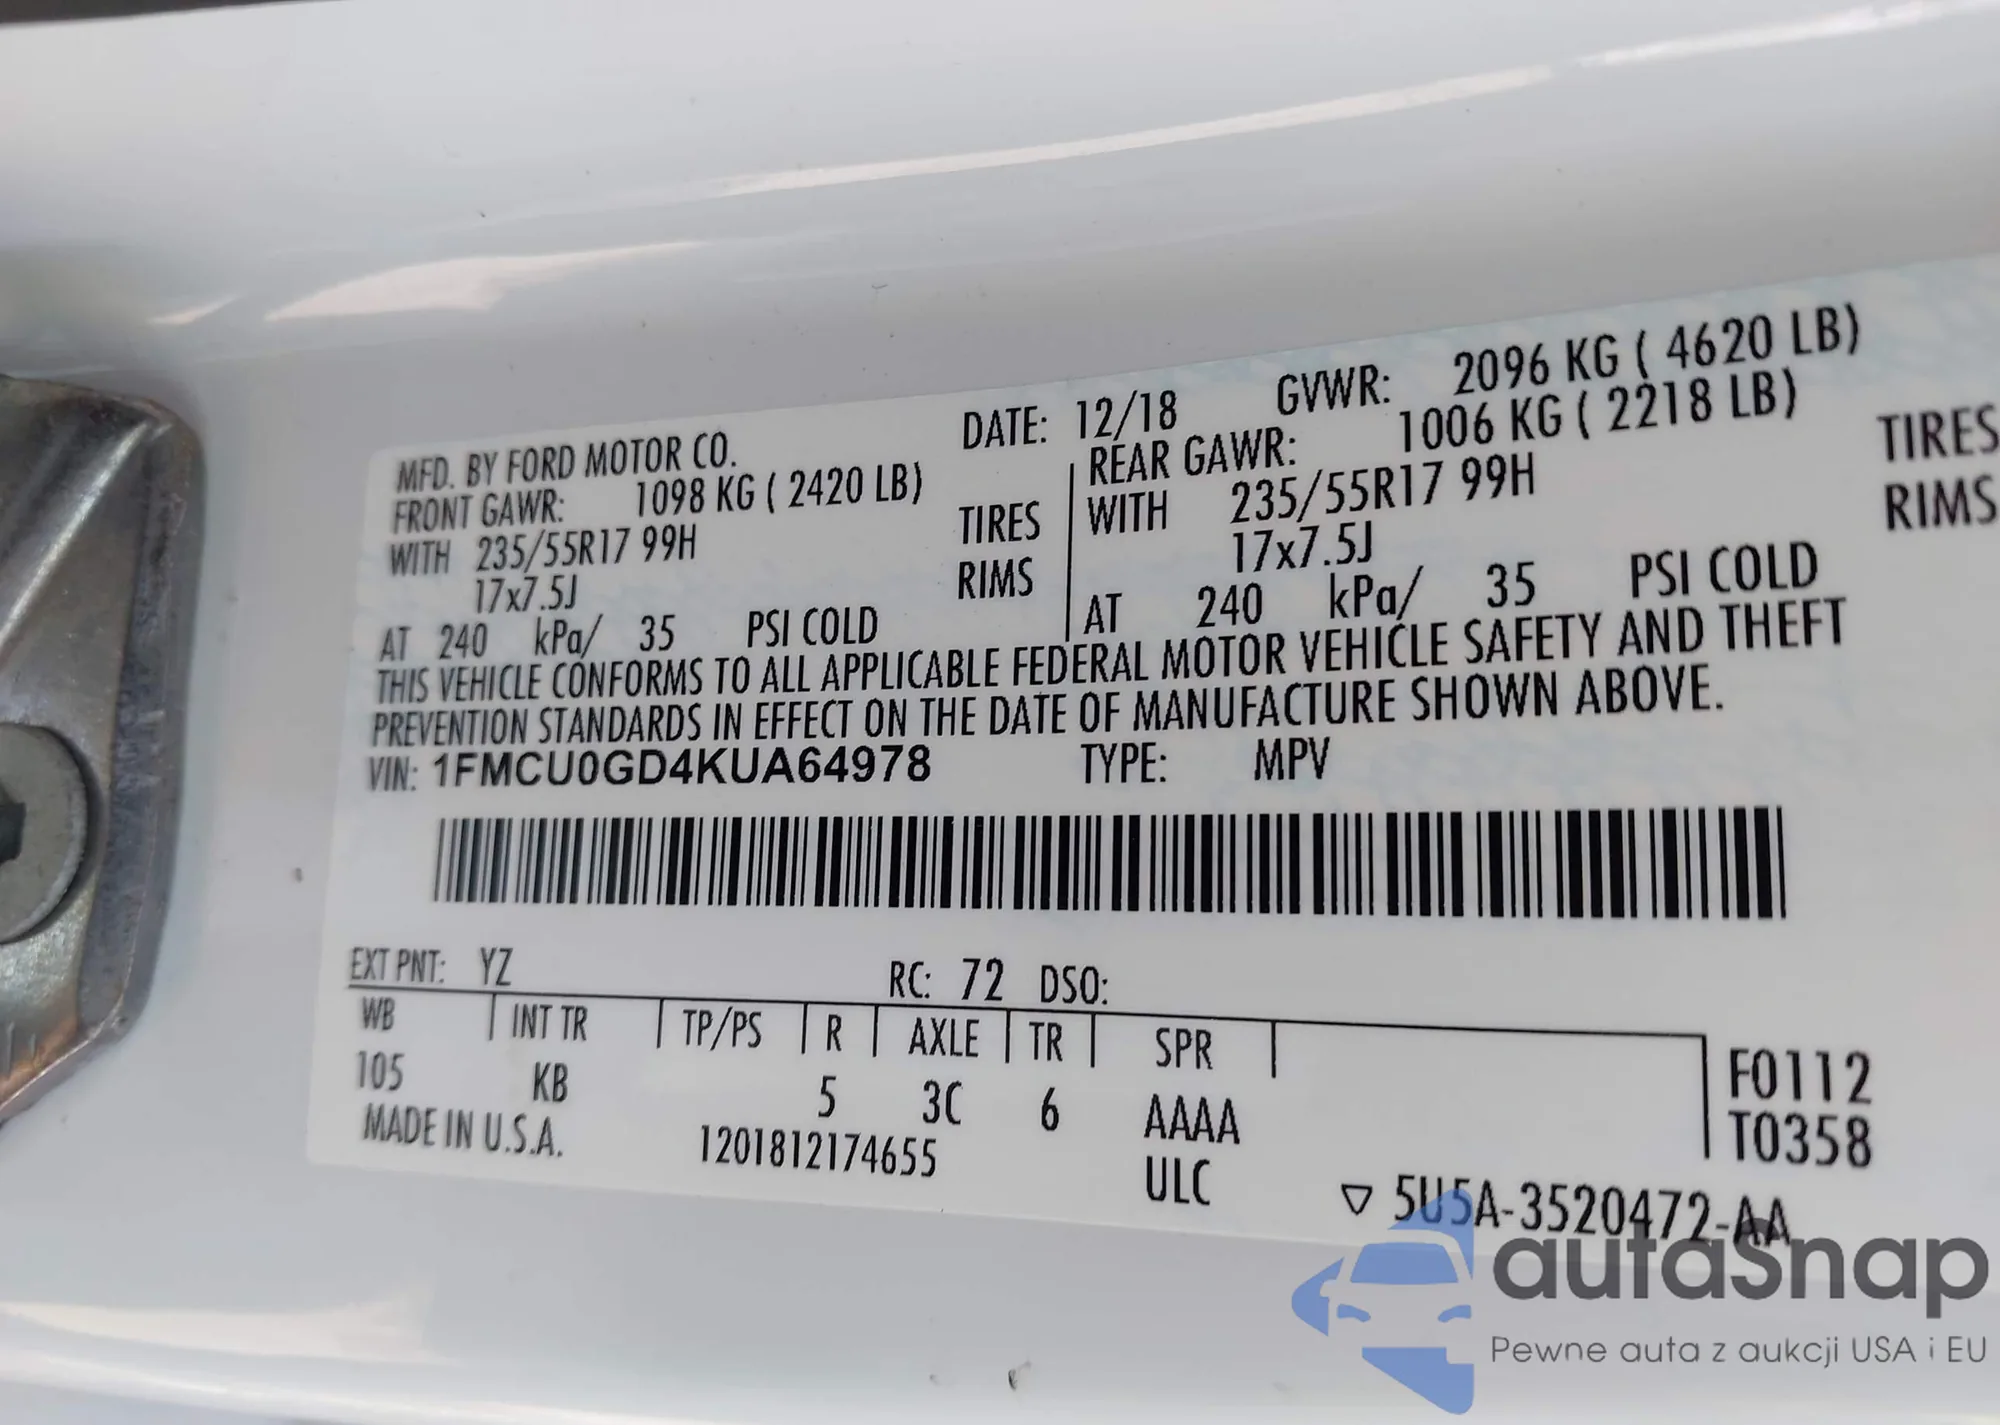 MFD. BY FORD MOTOR CO. DATE: 12/18 GVWR: 2096 KG ( 4620 LB)
FRONT GAWR: 1098 KG ( 2420 LB) REAR GAWR: 1006 KG ( 2218 LB)
WITH 235/55R17 99H TIRES WITH 235/55R17 99H TIRES
17x7.5J RIMS 17x7.5J RIMS
AT 240 kPa/ 35 PSI COLD AT 240 kPa/ 35 PSI COLD
THIS VEHICLE CONFORMS TO ALL APPLICABLE FEDERAL MOTOR VEHICLE SAFETY AND THEFT
PREVENTION STANDARDS IN EFFECT ON THE DATE OF MANUFACTURE SHOWN ABOVE.
VIN: 1FMCU0GD4KUA64978 TYPE: MPV
EXT PNT: YZ RC: 72 DSO:
WB INT TR TP/PS R AXLE TR SPR F0112
105 KB 5 3C 6 AAAA T0358
MADE IN U.S.A. 1201812174655 ULC
▽ 5U5A-3520472-AA
autaSnap
Pewne auta z aukcji USA i EU